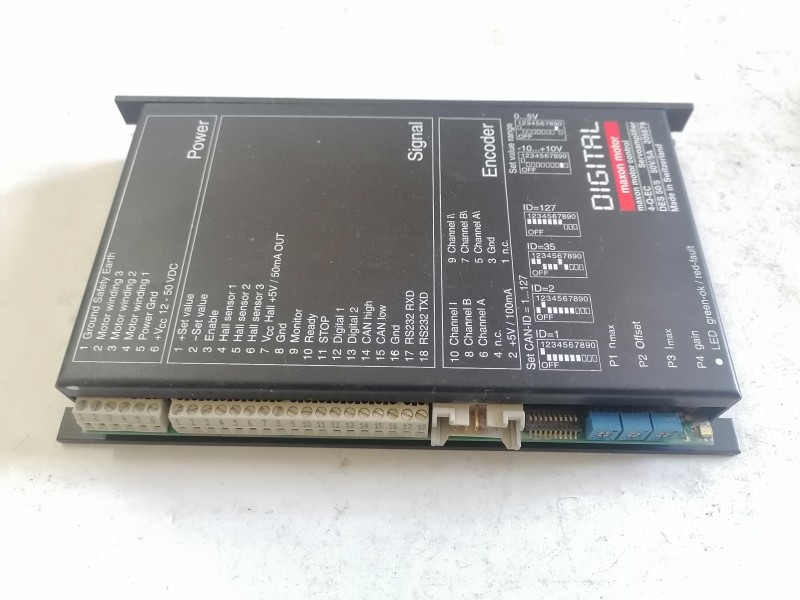 Power
1 Ground Safety Earth
2 Motor winding 3
3 Motor winding 2
4 Motor winding 1
5 Power Gnd
6 +Vcc 12 - 50 VDC
Signal
1 +Set value
2 -Set value
3 Enable
4 Hall sensor 1
5 Hall sensor 2
6 Hall sensor 3
7 Vcc Hall +5V / 50mA OUT
8 Gnd
9 Monitor
10 Ready
11 STOP
12 Digital 1
13 Digital 2
14 CAN high
15 CAN low
16 Gnd
17 RS232 RXD
18 RS232 TXD
Encoder
9 Channel I\
7 Channel B\
5 Channel A\
3 Gnd
1 n.c.
10 Channel I
8 Channel B
6 Channel A
4 n.c.
2 +5V / 100mA
Set value range
0...5V
1234567890
-10...+10V
1234567890
OFF
Set CAN-ID = 1...127
ID=127
1234567890
OFF
ID=35
1234567890
OFF
ID=2
1234567890
OFF
ID=1
1234567890
OFF
DIGITAL
maxon motor
maxon motor control
4-Q-EC Servoamplifier
DES 50/5 50V/5A
Made in Switzerland
P1 nmax
P2 Offset
P3 Imax
P4 gain
LED green=ok / red=fault